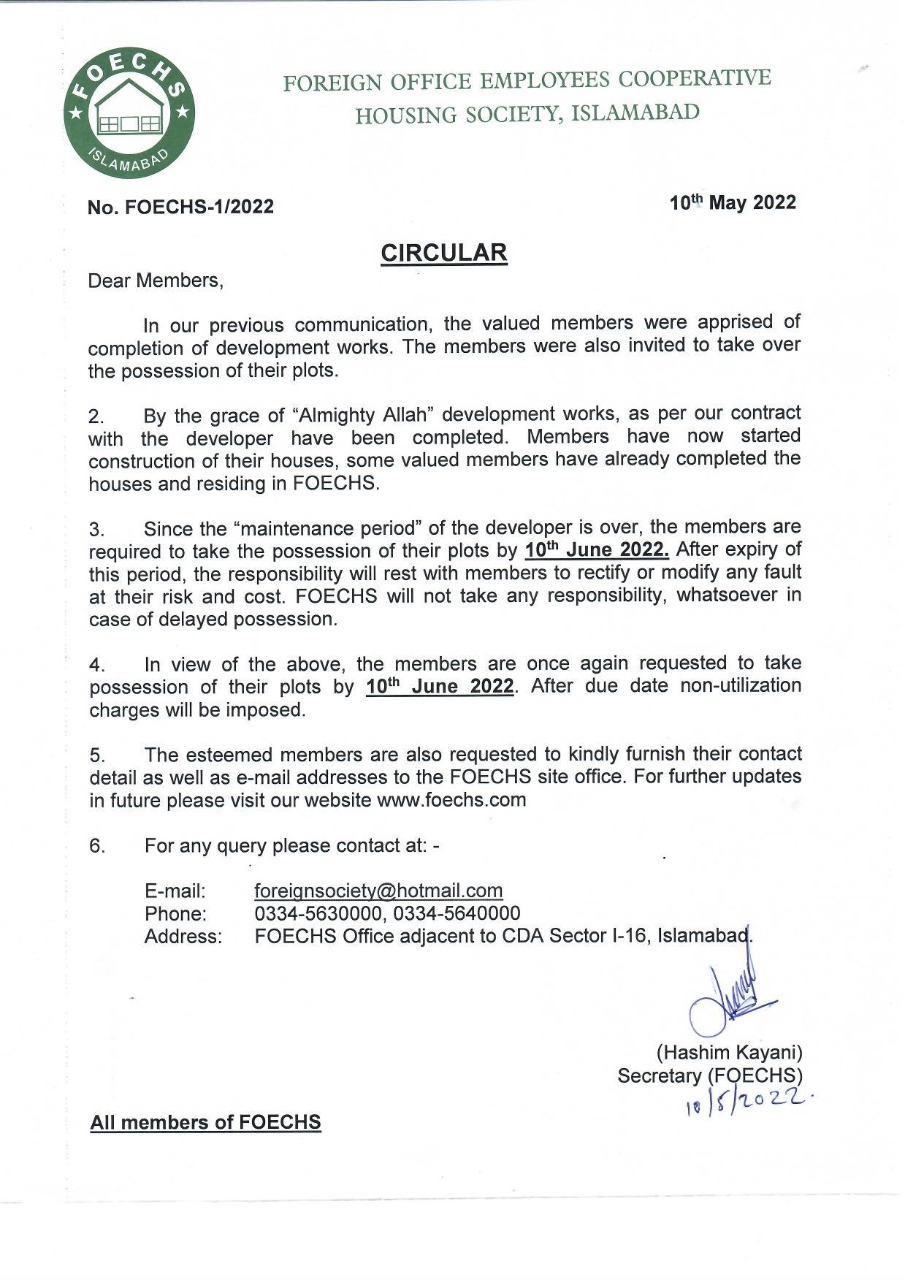 FOECHS
ISLAMABAD
FOREIGN OFFICE EMPLOYEES COOPERATIVE
HOUSING SOCIETY, ISLAMABAD
No. FOECHS-1/2022
10th May 2022
CIRCULAR
Dear Members,
In our previous communication, the valued members were apprised of
completion of development works. The members were also invited to take over
the possession of their plots.
2. By the grace of “Almighty Allah” development works, as per our contract
with the developer have been completed. Members have now started
construction of their houses, some valued members have already completed the
houses and residing in FOECHS.
3. Since the “maintenance period” of the developer is over, the members are
required to take the possession of their plots by 10th June 2022. After expiry of
this period, the responsibility will rest with members to rectify or modify any fault
at their risk and cost. FOECHS will not take any responsibility, whatsoever in
case of delayed possession.
4. In view of the above, the members are once again requested to take
possession of their plots by 10th June 2022. After due date non-utilization
charges will be imposed.
5. The esteemed members are also requested to kindly furnish their contact
detail as well as e-mail addresses to the FOECHS site office. For further updates
in future please visit our website www.foechs.com
6. For any query please contact at: -
E-mail: foreignsociety@hotmail.com
Phone: 0334-5630000, 0334-5640000
Address: FOECHS Office adjacent to CDA Sector I-16, Islamabad.
(Hashim Kayani)
Secretary (FOECHS)
10/5/2022.
All members of FOECHS